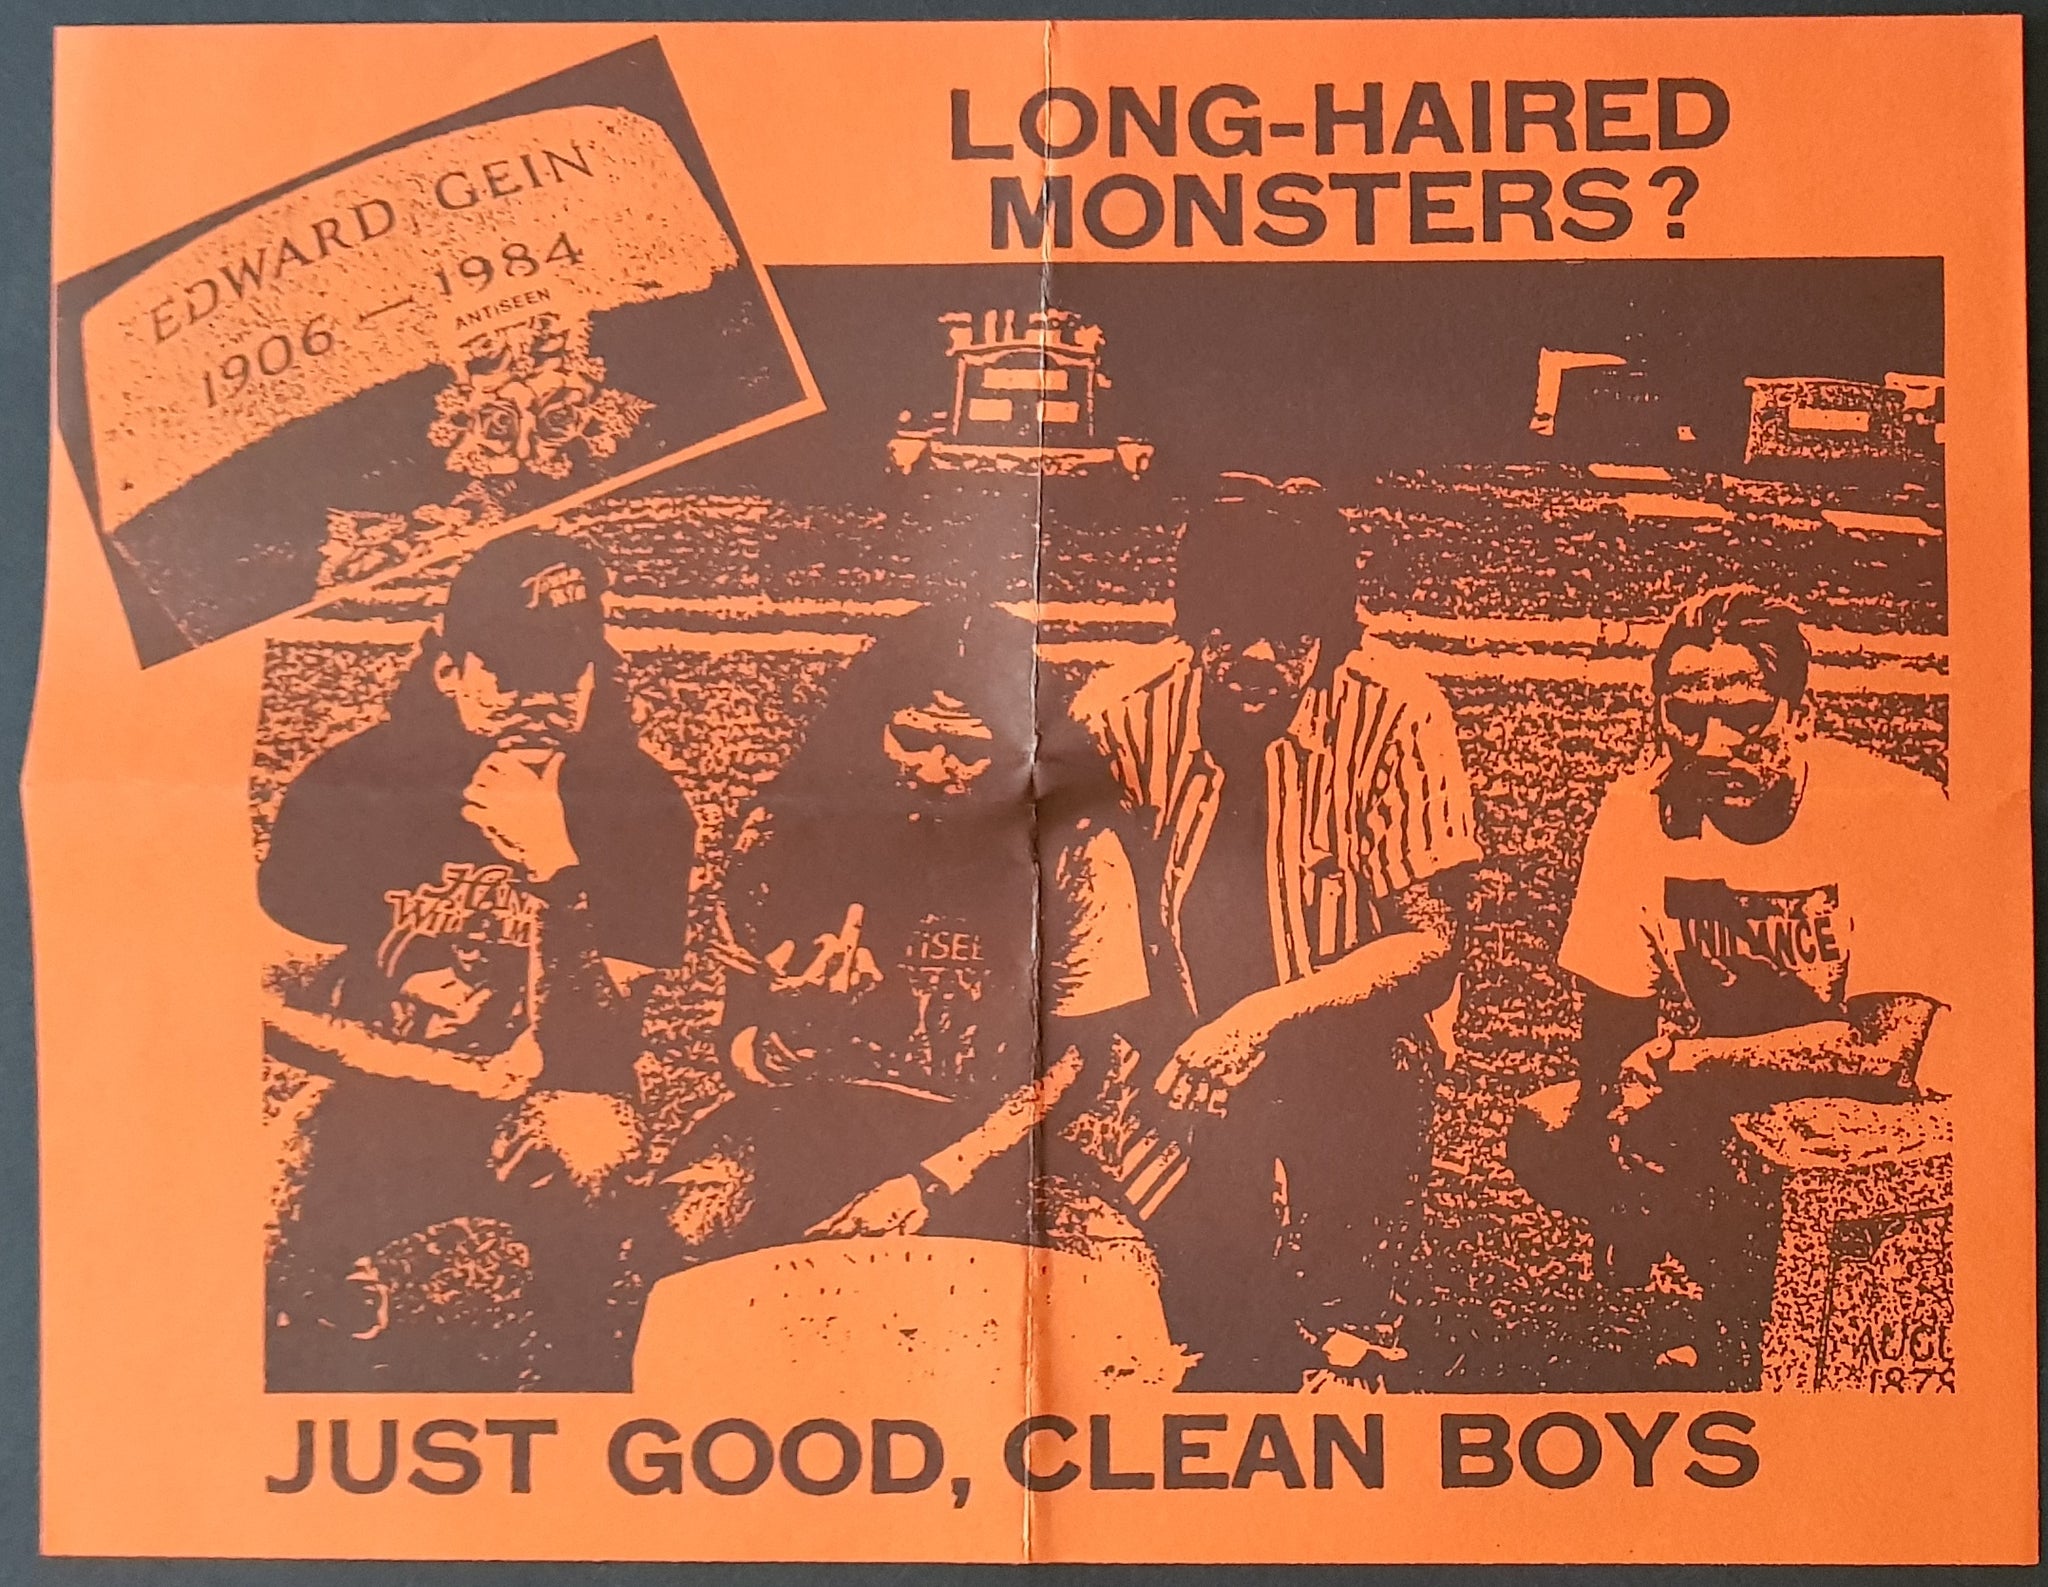 EDWARD GEIN
1906 — 1984
ANTiSEEN
LONG-HAIRED
MONSTERS?
JUST GOOD, CLEAN BOYS